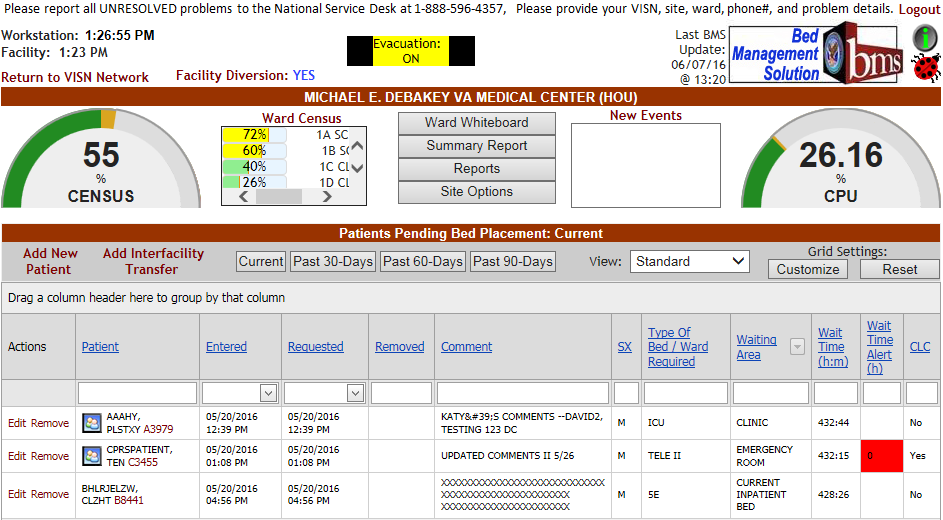 Please report all UNRESOLVED problems to the National Service Desk at 1-888-596-4357, Please provide your VISN, site, ward, phone#, and problem details. Logout
Workstation: 1:26:55 PM
Facility: 1:23 PM
Return to VISN Network
Facility Diversion: YES
Evacuation:
ON
Last BMS
Update:
06/07/16
@ 13:20
Bed
Management
Solution
bms
i
MICHAEL E. DEBAKEY VA MEDICAL CENTER (HOU)
55
%
CENSUS
Ward Census
72% 1A SC
60% 1B SC
40% 1C CL
26% 1D CL
Ward Whiteboard
Summary Report
Reports
Site Options
New Events
26.16
%
CPU
Patients Pending Bed Placement: Current
Add New
Patient
Add Interfacility
Transfer
Current Past 30-Days Past 60-Days Past 90-Days
View: Standard
Grid Settings:
Customize Reset
Drag a column header here to group by that column
Actions Patient Entered Requested Removed Comment SX
Type Of
Bed / Ward
Required
Waiting
Area
Wait
Time
(h:m)
Wait
Time
Alert
(h)
CLC
Edit Remove
AAAHY,
PLSTXY A3979
05/20/2016
12:39 PM
05/20/2016
12:39 PM
KATY&#39;S COMMENTS --DAVID2,
TESTING 123 DC
M ICU CLINIC 432:44 No
Edit Remove
CPRSPATIENT,
TEN C3455
05/20/2016
01:08 PM
05/20/2016
01:08 PM
UPDATED COMMENTS II 5/26
M TELE II
EMERGENCY
ROOM
432:15 0 Yes
Edit Remove
BHLRJELZW,
CLZHT B8441
05/20/2016
04:56 PM
05/20/2016
04:56 PM
XXXXXXXXXXXXXXXXXXXXXXXXXXXX
XXXXXXXXXXXXXXXXXXXXXX
XXXXXXXXXXXXXXXXXXXXXX
M 5E
CURRENT
INPATIENT
BED
428:26 No